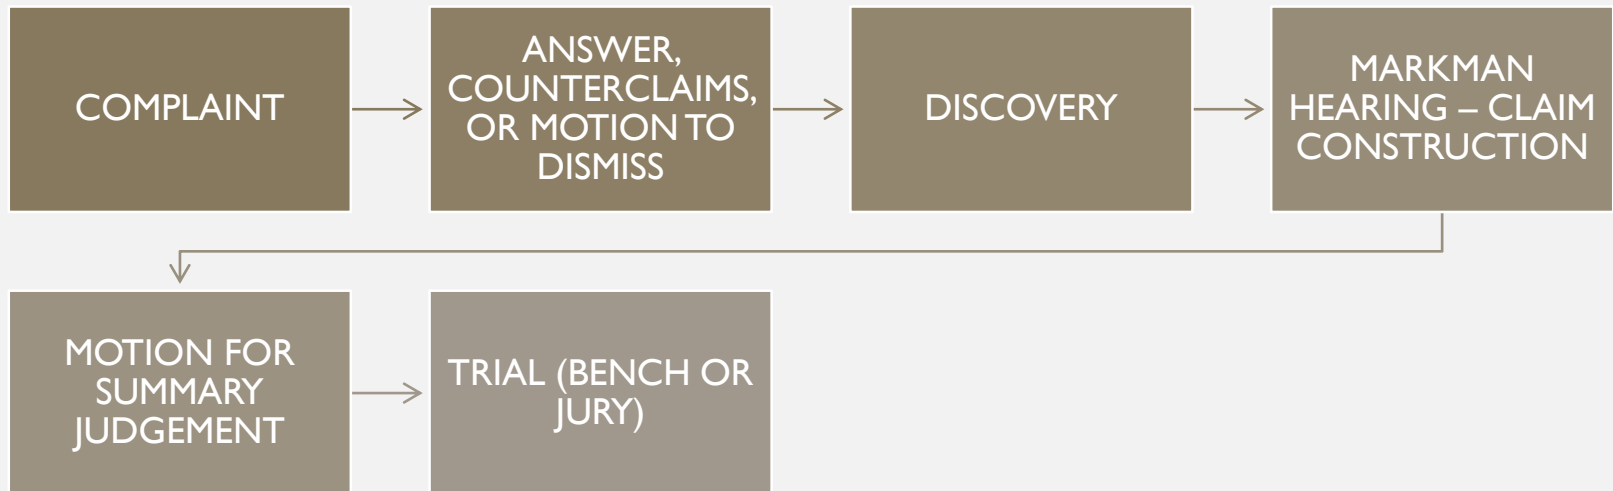 COMPLAINT
ANSWER,
COUNTERCLAIMS,
OR MOTION TO
DISMISS
DISCOVERY
MARKMAN
HEARING – CLAIM
CONSTRUCTION
MOTION FOR
SUMMARY
JUDGEMENT
TRIAL (BENCH OR
JURY)